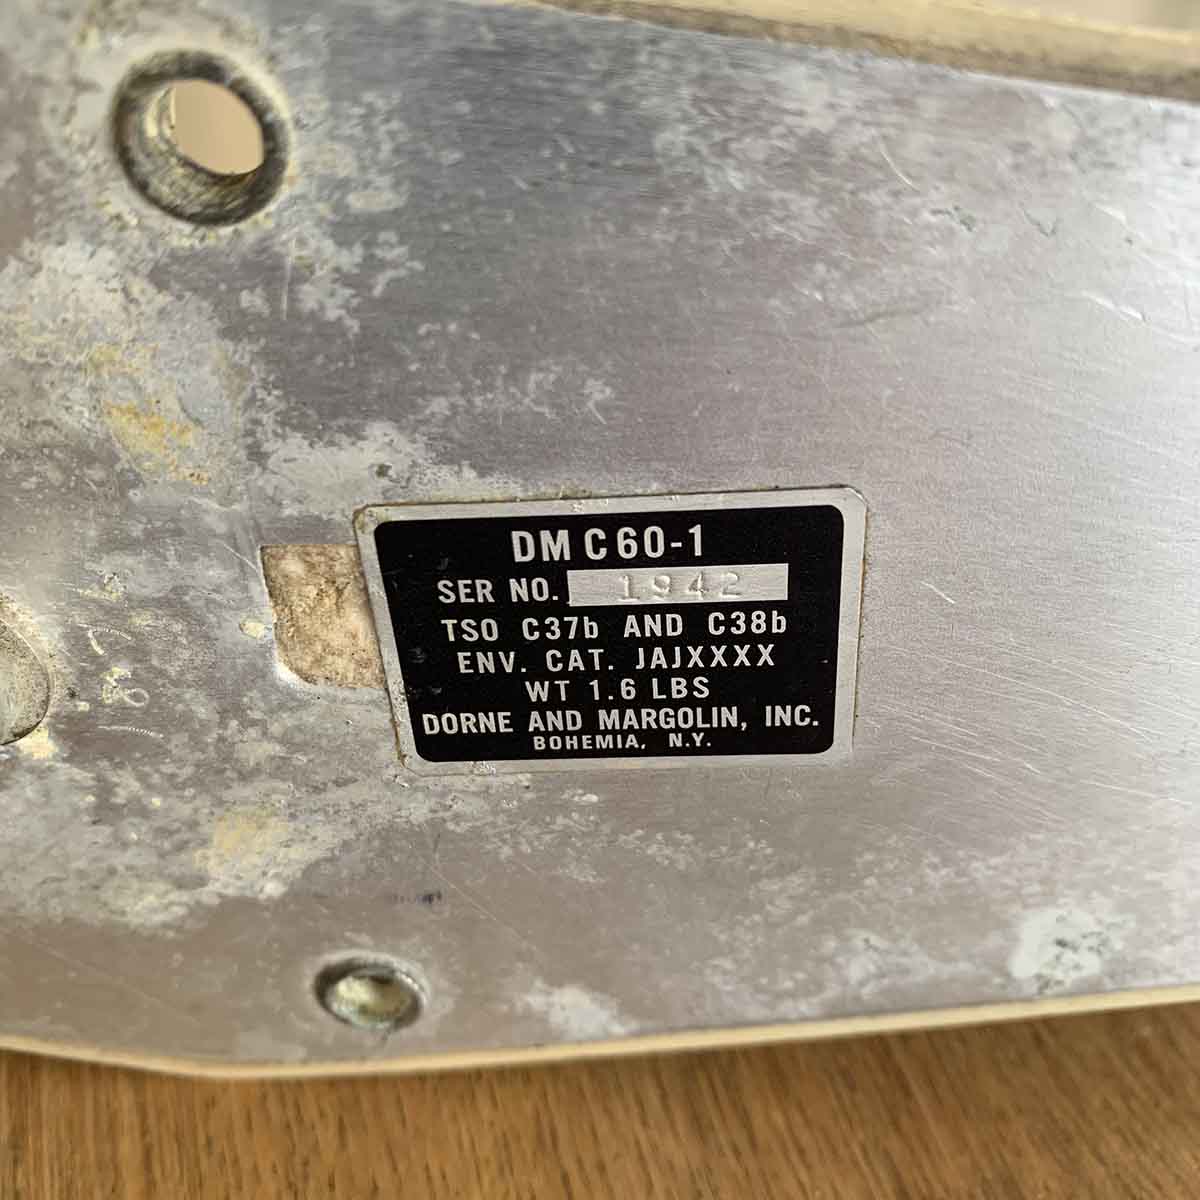 DM C60-1
SER NO. 1942
TSO C37b AND C38b
ENV. CAT. JAJXXXX
WT 1.6 LBS
DORNE AND MARGOLIN, INC.
BOHEMIA, N.Y.